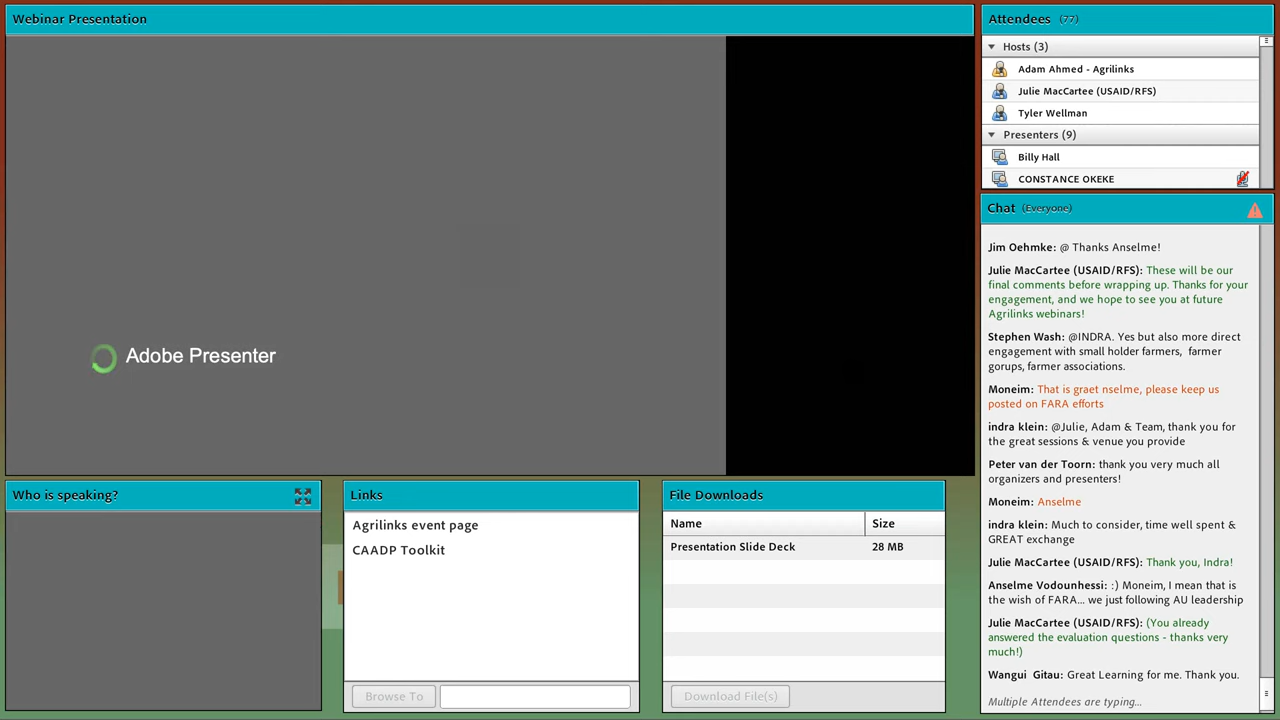 Webinar Presentation
Adobe Presenter
Who is speaking?
Links
Agrilinks event page
CAADP Toolkit
Browse To
File Downloads
Name Size
Presentation Slide Deck 28 MB
Download File(s)
Attendees (77)
Hosts (3)
Adam Ahmed - Agrilinks
Julie MacCartee (USAID/RFS)
Tyler Wellman
Presenters (9)
Billy Hall
CONSTANCE OKEKE
Chat (Everyone)
Jim Oehmke: @ Thanks Anselme!
Julie MacCartee (USAID/RFS): These will be our
final comments before wrapping up. Thanks for your
engagement, and we hope to see you at future
Agrilinks webinars!
Stephen Wash: @INDRA. Yes but also more direct
engagement with small holder farmers, farmer
gorups, farmer associations.
Moneim: That is graet nselme, please keep us
posted on FARA efforts
indra klein: @Julie, Adam & Team, thank you for
the great sessions & venue you provide
Peter van der Toorn: thank you very much all
organizers and presenters!
Moneim: Anselme
indra klein: Much to consider, time well spent &
GREAT exchange
Julie MacCartee (USAID/RFS): Thank you, Indra!
Anselme Vodounhessi: :) Moneim, I mean that is
the wish of FARA... we just following AU leadership
Julie MacCartee (USAID/RFS): (You already
answered the evaluation questions - thanks very
much!)
Wangui Gitau: Great Learning for me. Thank you.
Multiple Attendees are typing...